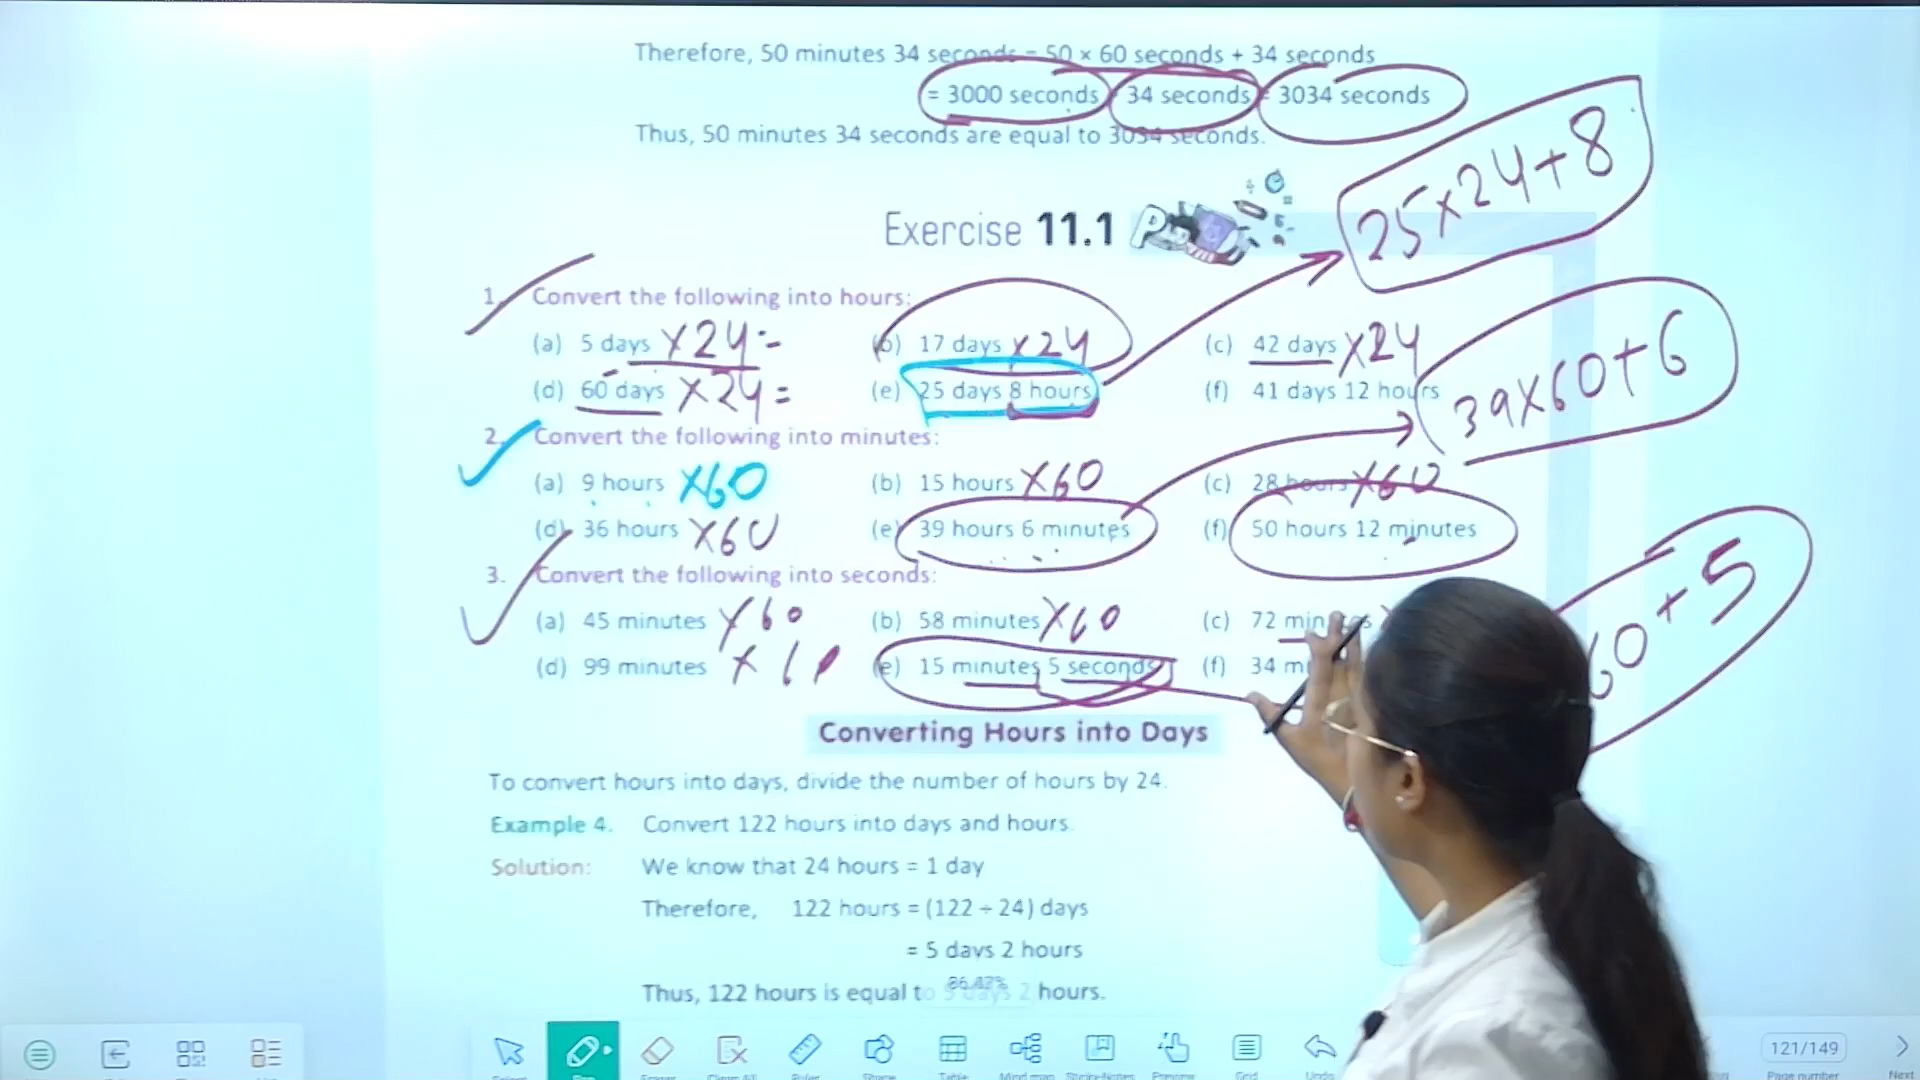 Therefore, 50 minutes 34 seconds = 50 × 60 seconds + 34 seconds
= 3000 seconds 34 seconds = 3034 seconds
Thus, 50 minutes 34 seconds are equal to 3034 seconds.
25×24+8
Exercise 11.1
1. Convert the following into hours:
(a) 5 days ×24=
(b) 17 days ×24
(c) 42 days ×24
(d) 60 days ×24=
(e) 25 days 8 hours
(f) 41 days 12 hours
39×60+6
2. Convert the following into minutes:
(a) 9 hours ×60
(b) 15 hours ×60
(c) 28 hours ×60
(d) 36 hours ×60
(e) 39 hours 6 minutes
(f) 50 hours 12 minutes
3. Convert the following into seconds:
(a) 45 minutes ×60
(b) 58 minutes ×60
(c) 72 minutes
60+5
(d) 99 minutes ×60
(e) 15 minutes 5 seconds
(f) 34 mi
Converting Hours into Days
To convert hours into days, divide the number of hours by 24.
Example 4. Convert 122 hours into days and hours.
Solution: We know that 24 hours = 1 day
Therefore, 122 hours = (122 ÷ 24) days
= 5 days 2 hours
Thus, 122 hours is equal to 5 days 2 hours.
121/149
Page number
Next